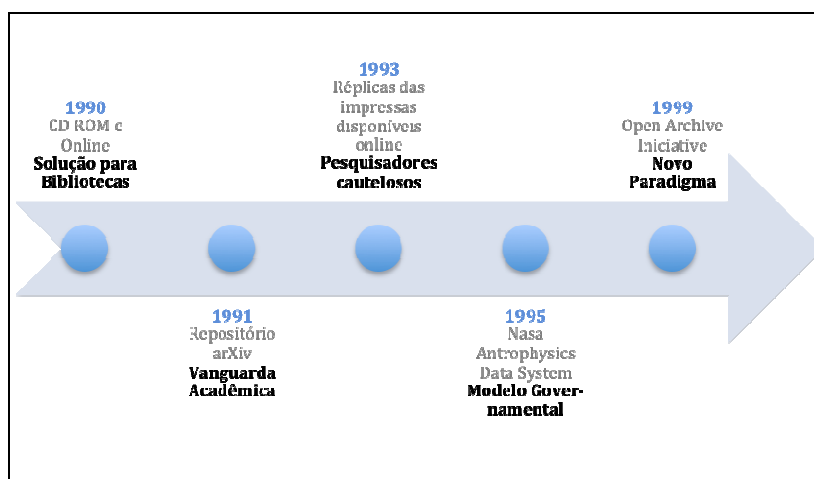 1990
CD ROM e
Online
Solução para
Bibliotecas
1991
Repositório
arXiv
Vanguarda
Acadêmica
1993
Réplicas das
impressas
disponíveis
online
Pesquisadores
cautelosos
1995
Nasa
Antrophysics
Data System
Modelo Gover-
namental
1999
Open Archive
Iniciative
Novo
Paradigma